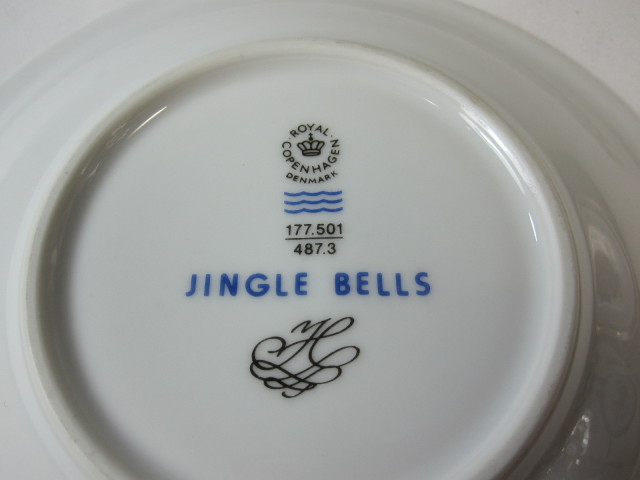 ROYAL
COPENHAGEN
DENMARK
177.501
487.3
JINGLE BELLS
H